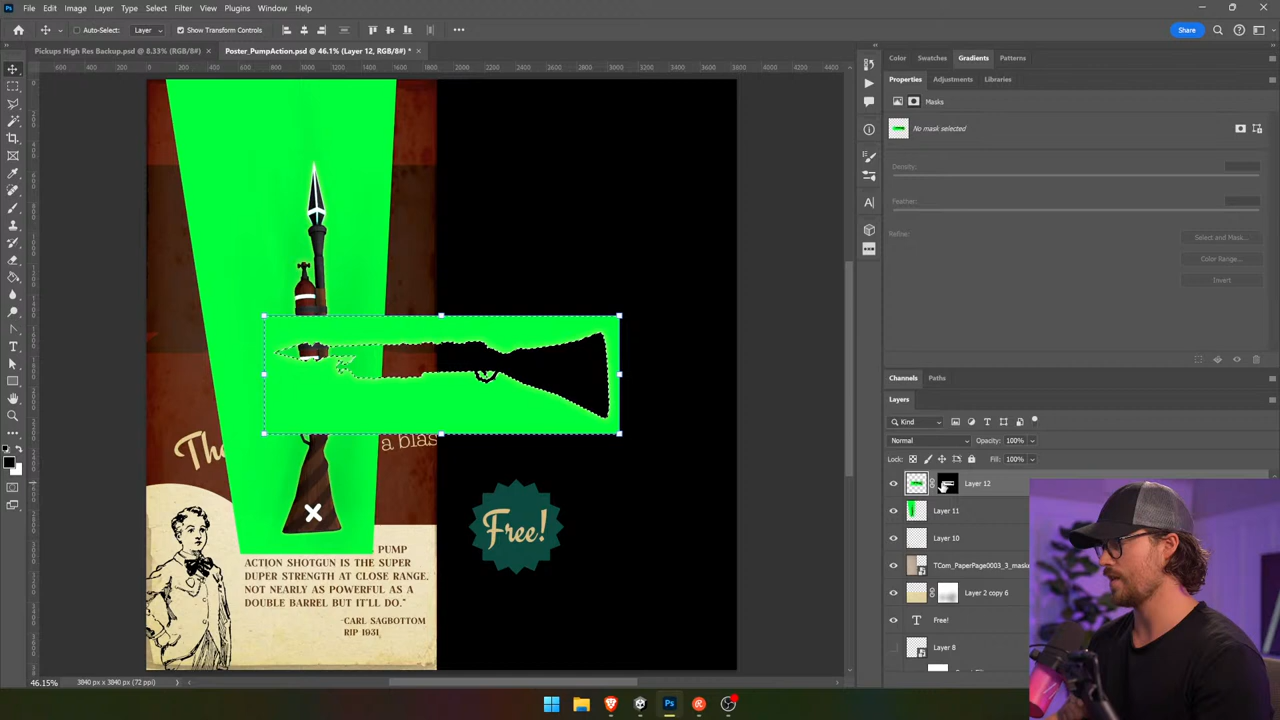 File Edit Image Layer Type Select Filter View Plugins Window Help
Auto-Select: Layer Show Transform Controls Share
Pickups High Res Backup.psd @ 8.33% (RGB/8#) × Poster_PumpAction.psd @ 46.1% (Layer 12, RGB/8#) * ×
Color Swatches Gradients Patterns
Properties Adjustments Libraries
Masks
No mask selected
Density:
Feather:
Refine:
Select and Mask...
Color Range...
Invert
Channels Paths
Layers
Kind
Normal Opacity: 100%
Lock: Fill: 100%
Layer 12
Layer 11
Layer 10
TCom_PaperPage0003_3_maske
Layer 2 copy 6
Free!
Layer 8
The
a blas
Free!
PUMP
ACTION SHOTGUN IS THE SUPER
DUPER STRENGTH AT CLOSE RANGE.
NOT NEARLY AS POWERFUL AS A
DOUBLE BARREL BUT IT'LL DO."
-CARL SAGBOTTOM
RIP 1931
46.15% 3840 px x 3840 px (72 ppi)